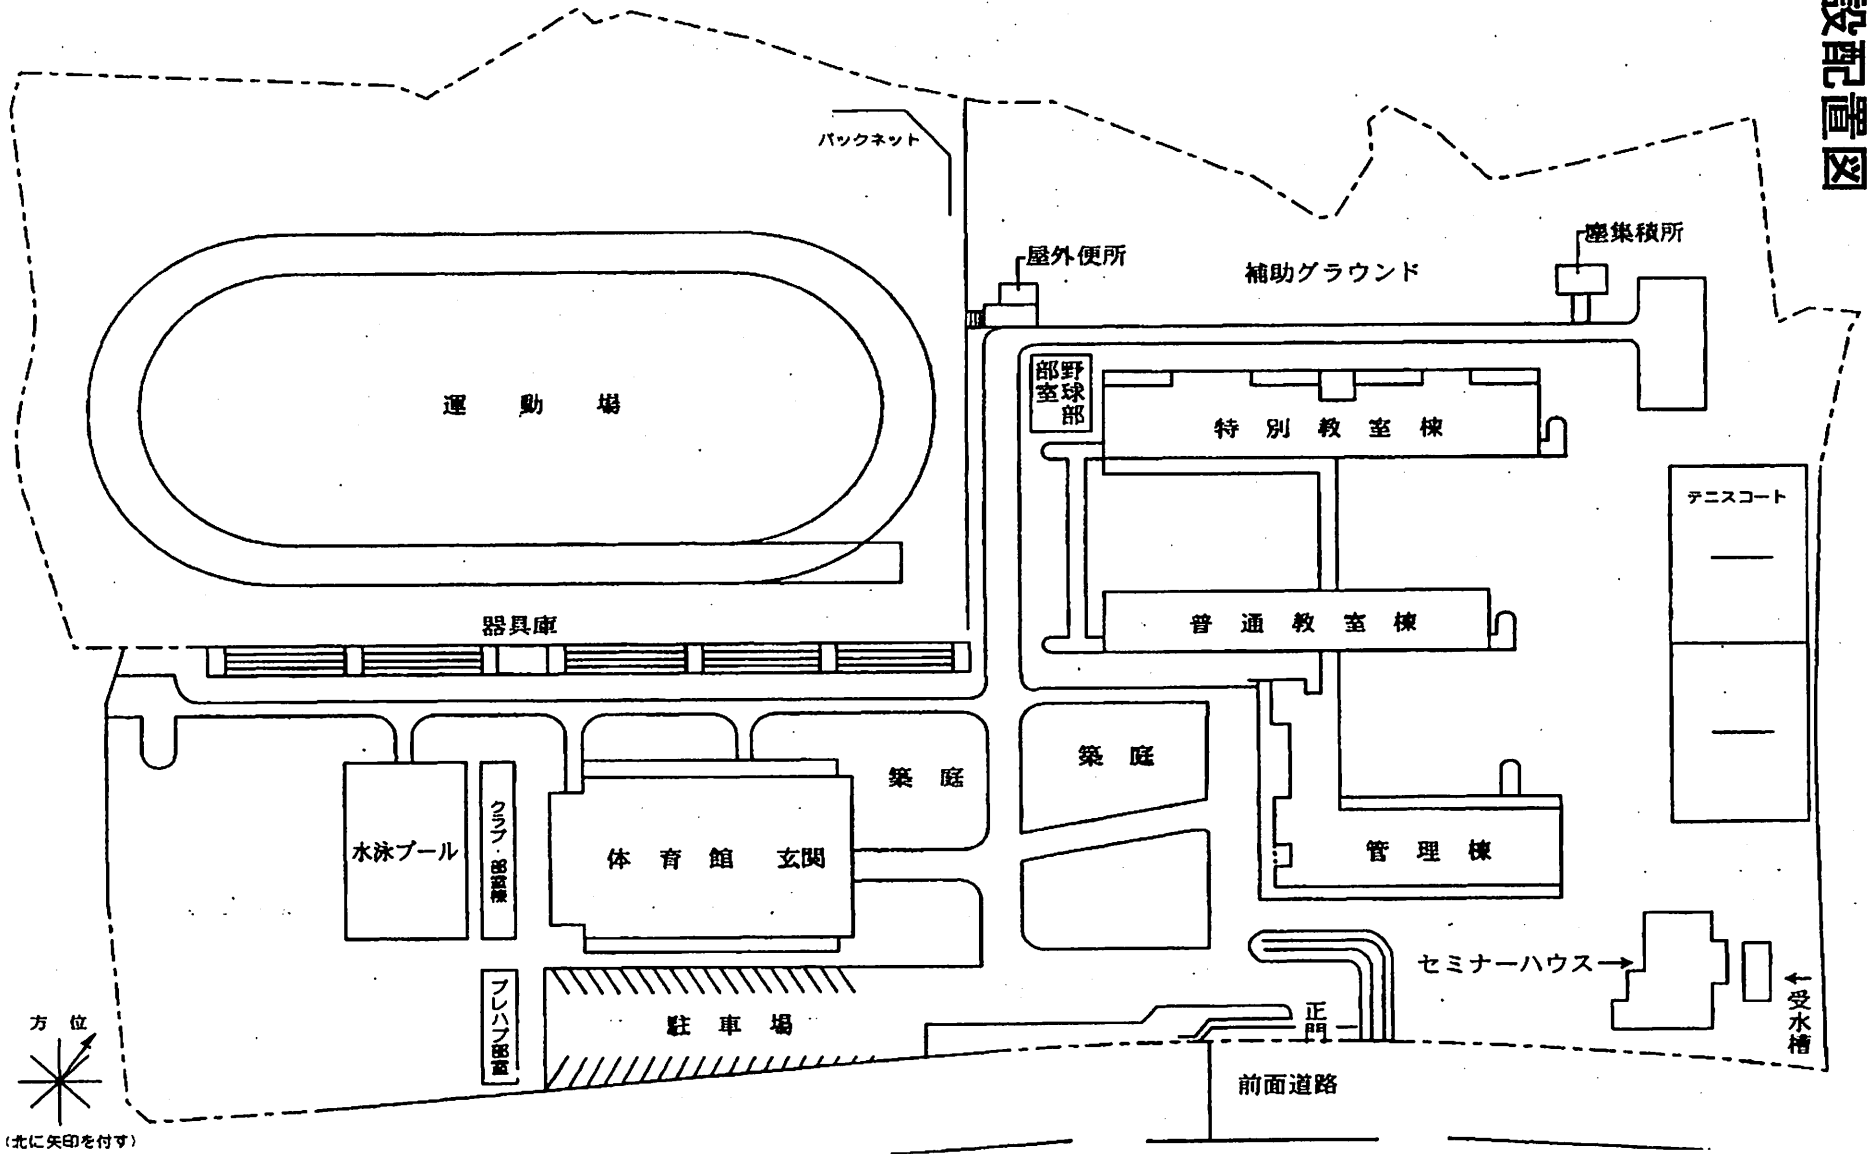 設配置図
バックネット
屋外便所
補助グラウンド
塵集積所
運動場
野球部
部室
特別教室棟
テニスコート
器具庫
普通教室棟
築庭
築庭
水泳プール
クラブ・部室棟
体育館 玄関
管理棟
セミナーハウス→
←受水槽
プレハブ部室
駐車場
正門
前面道路
方位
(北に矢印を付す)